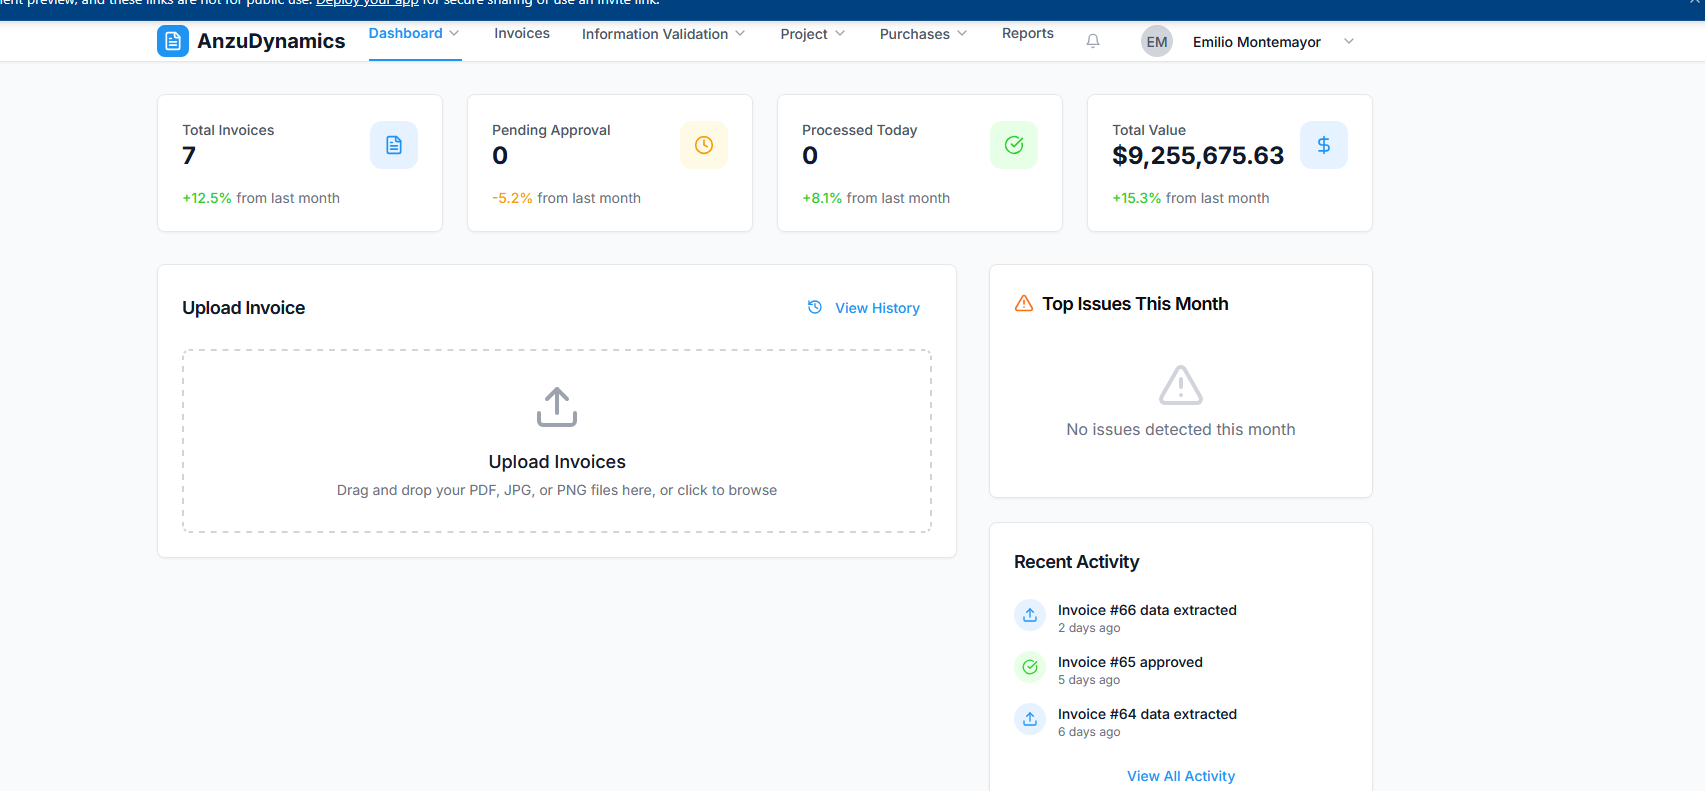 ent preview, and these links are not for public use. Deploy your app for secure sharing or use an invite link.
AnzuDynamics
Dashboard
Invoices
Information Validation
Project
Purchases
Reports
EM
Emilio Montemayor
Total Invoices
7
+12.5% from last month
Pending Approval
0
-5.2% from last month
Processed Today
0
+8.1% from last month
Total Value
$9,255,675.63
+15.3% from last month
Upload Invoice
View History
Upload Invoices
Drag and drop your PDF, JPG, or PNG files here, or click to browse
Top Issues This Month
No issues detected this month
Recent Activity
Invoice #66 data extracted
2 days ago
Invoice #65 approved
5 days ago
Invoice #64 data extracted
6 days ago
View All Activity